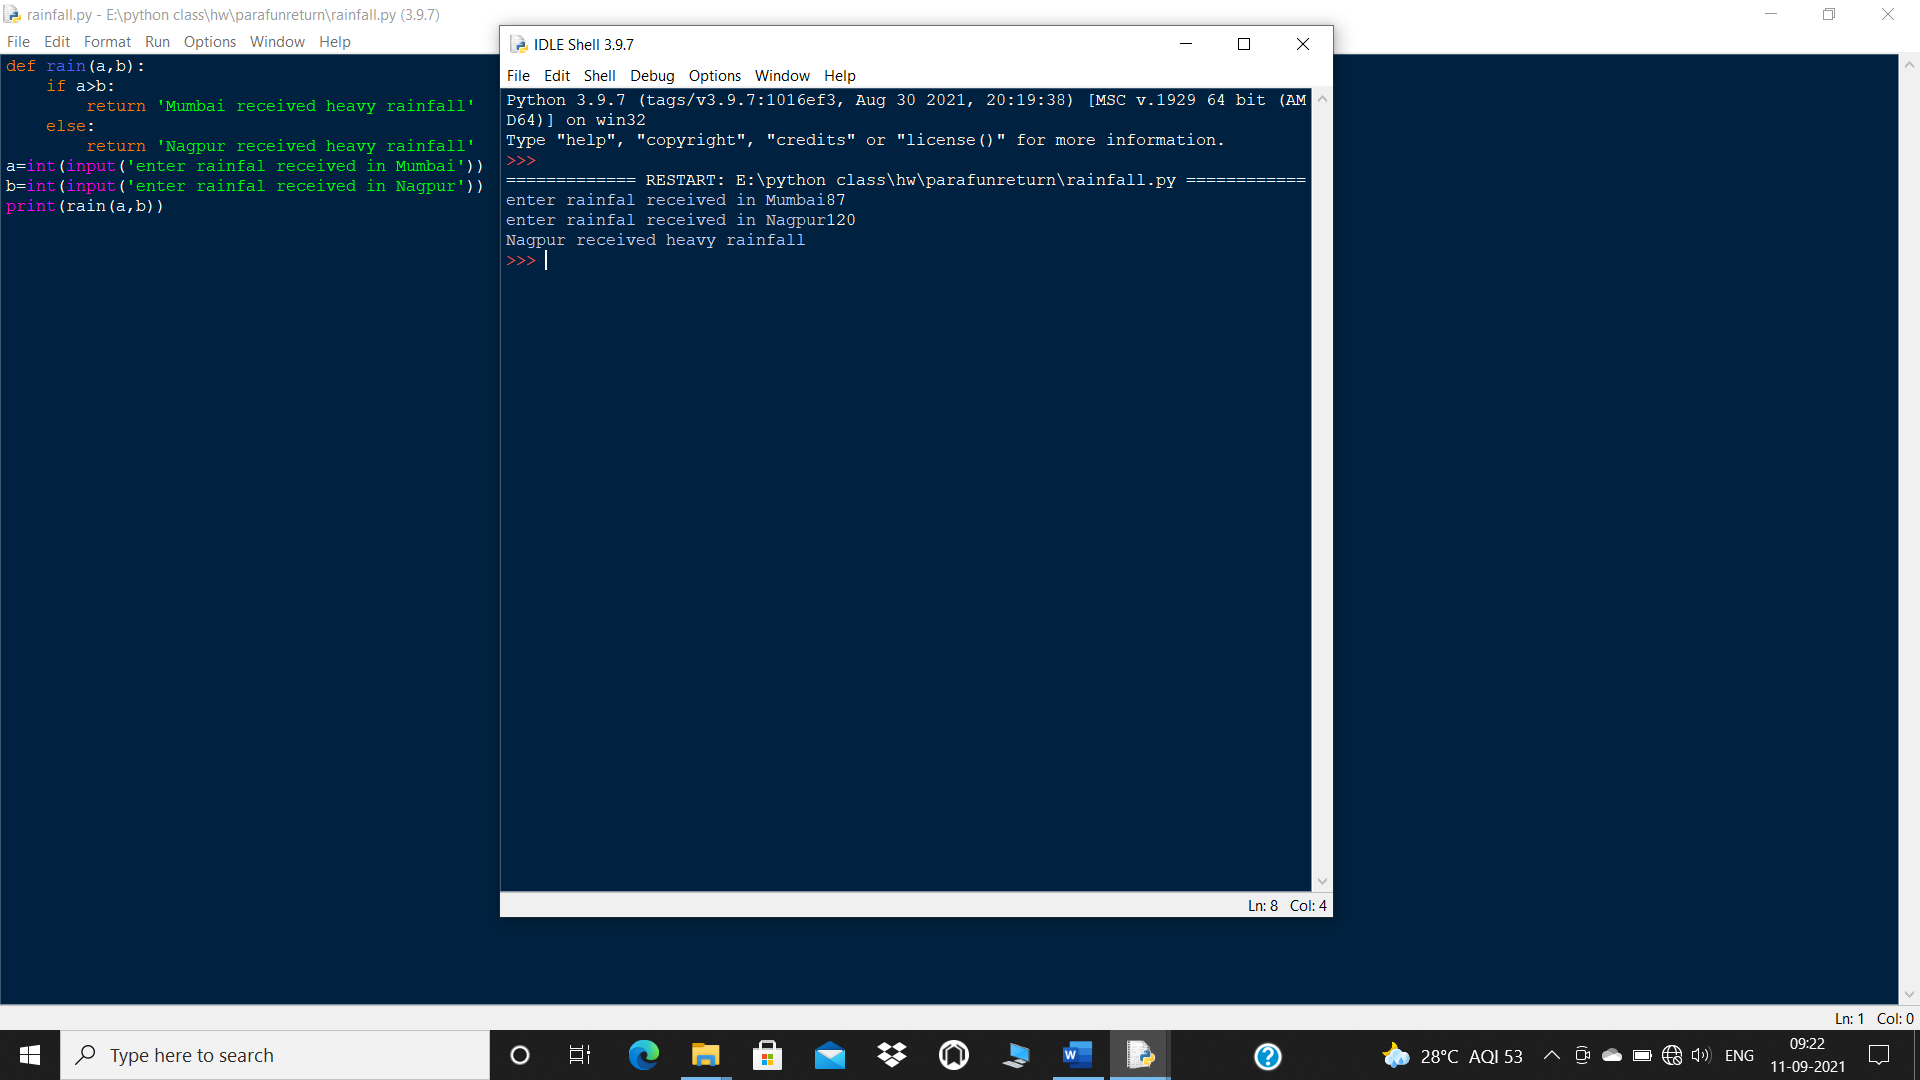 rainfall.py - E:\python class\hw\parafunreturn\rainfall.py (3.9.7)
File Edit Format Run Options Window Help
def rain(a,b):
    if a>b:
        return 'Mumbai received heavy rainfall'
    else:
        return 'Nagpur received heavy rainfall'
a=int(input('enter rainfal received in Mumbai'))
b=int(input('enter rainfal received in Nagpur'))
print(rain(a,b))
IDLE Shell 3.9.7
File Edit Shell Debug Options Window Help
Python 3.9.7 (tags/v3.9.7:1016ef3, Aug 30 2021, 20:19:38) [MSC v.1929 64 bit (AM
D64)] on win32
Type "help", "copyright", "credits" or "license()" for more information.
>>>
============= RESTART: E:\python class\hw\parafunreturn\rainfall.py ============
enter rainfal received in Mumbai87
enter rainfal received in Nagpur120
Nagpur received heavy rainfall
>>>
Ln: 8 Col: 4
Ln: 1 Col: 0
Type here to search
28°C AQI 53
ENG
09:22
11-09-2021